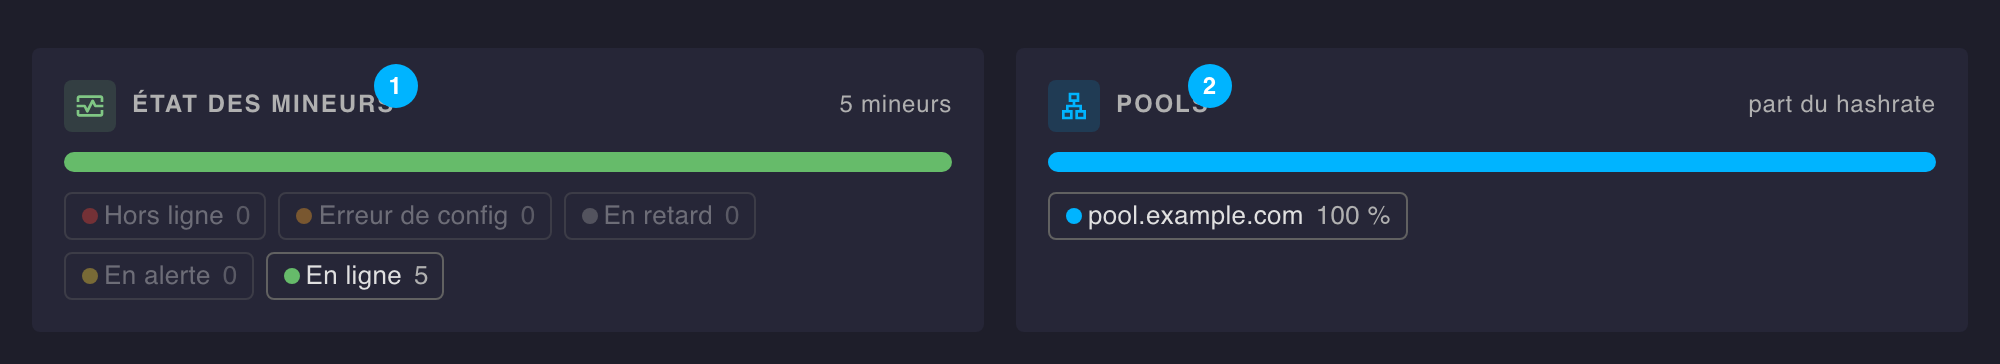 ÉTAT DES MINEURS 1 5 mineurs
Hors ligne 0 Erreur de config 0 En retard 0
En alerte 0 En ligne 5
POOLS 2 part du hashrate
pool.example.com 100 %